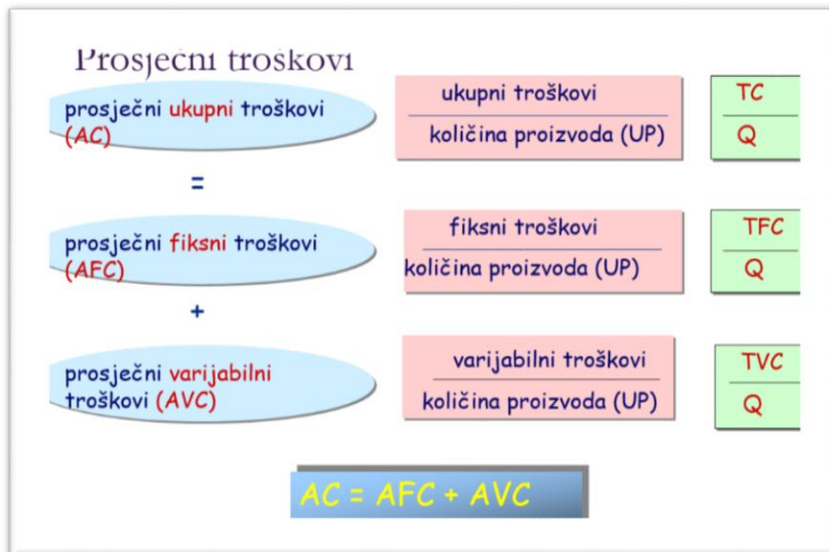 Prosječni troškovi
prosječni ukupni troškovi
(AC)
ukupni troškovi
količina proizvoda (UP)
TC
Q
=
prosječni fiksni troškovi
(AFC)
fiksni troškovi
količina proizvoda (UP)
TFC
Q
+
prosječni varijabilni
troškovi (AVC)
varijabilni troškovi
količina proizvoda (UP)
TVC
Q
AC = AFC + AVC